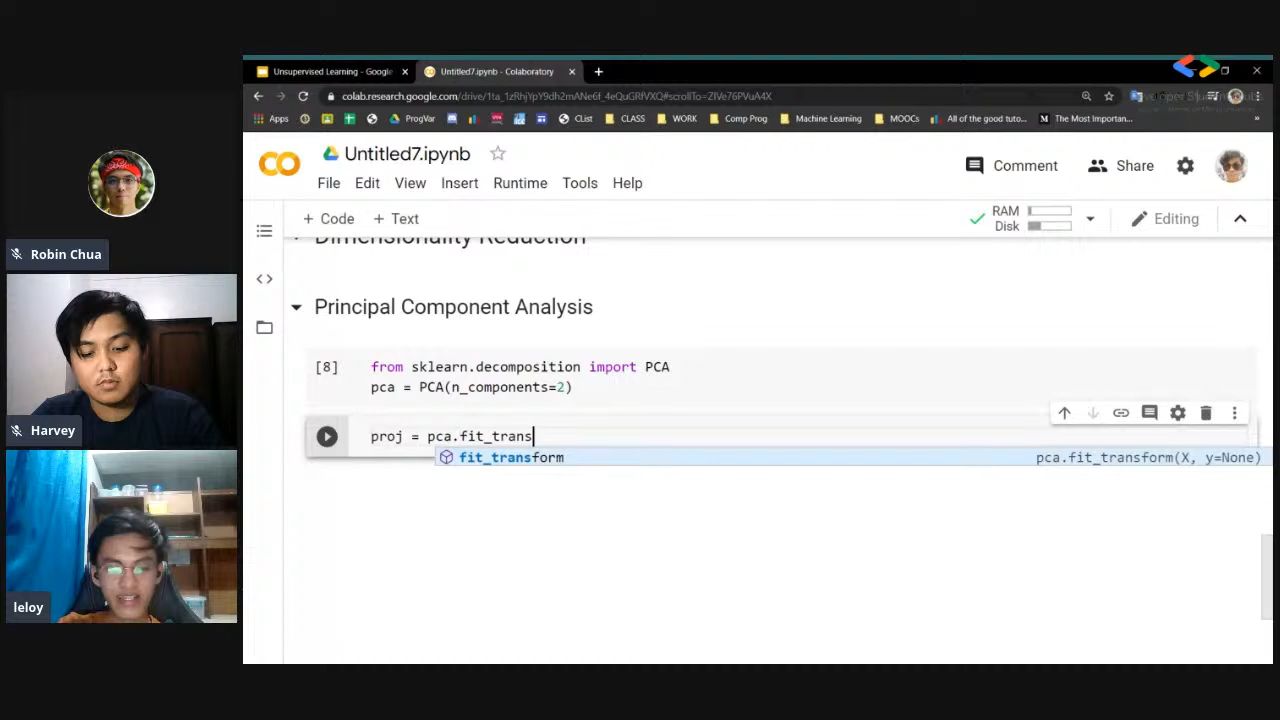 Unsupervised Learning - Google
Untitled7.ipynb - Colaboratory
colab.research.google.com/drive/1ta_1zRhjYpY9dh2mANe6f_4eQuGRfVXQ#scrollTo=ZIVe76PVuA4X
Apps
ProgVar
CList
CLASS
WORK
Comp Prog
Machine Learning
MOOCs
All of the good tuto...
The Most Importan...
CO
Untitled7.ipynb
Comment
Share
File Edit View Insert Runtime Tools Help
+ Code + Text
RAM
Disk
Editing
Dimensionality Reduction
Robin Chua
Principal Component Analysis
[8] from sklearn.decomposition import PCA
pca = PCA(n_components=2)
Harvey
proj = pca.fit_trans
fit_transform pca.fit_transform(X, y=None)
leloy